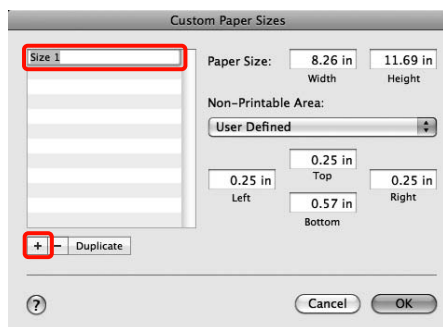 Custom Paper Sizes
Size 1
Paper Size: 8.26 in 11.69 in
Width Height
Non-Printable Area:
User Defined
0.25 in
Top
0.25 in 0.25 in
Left Right
0.57 in
Bottom
+ − Duplicate
? Cancel OK